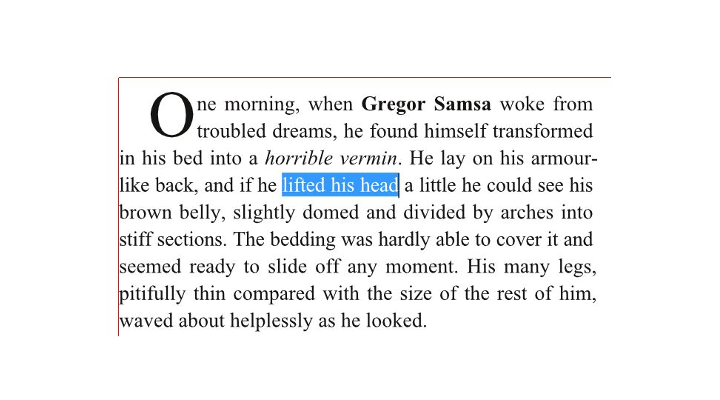 One morning, when Gregor Samsa woke from
troubled dreams, he found himself transformed
in his bed into a horrible vermin. He lay on his armour-
like back, and if he lifted his head a little he could see his
brown belly, slightly domed and divided by arches into
stiff sections. The bedding was hardly able to cover it and
seemed ready to slide off any moment. His many legs,
pitifully thin compared with the size of the rest of him,
waved about helplessly as he looked.